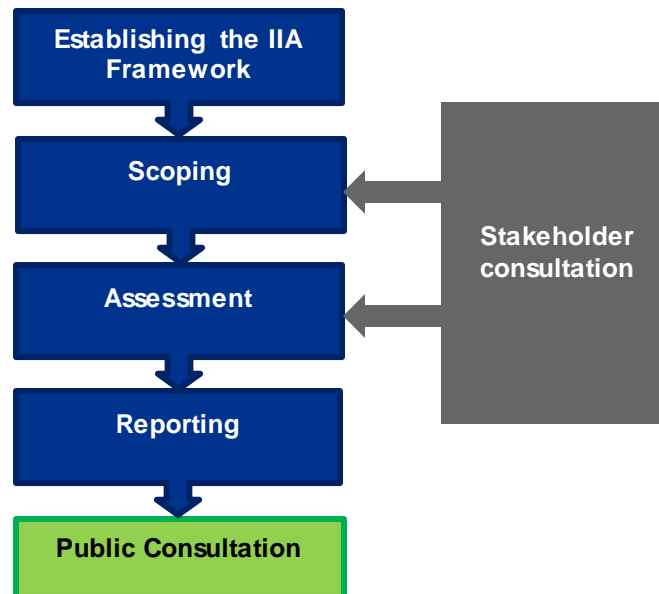 Establishing the IIA
Framework
Scoping
Stakeholder
consultation
Assessment
Reporting
Public Consultation